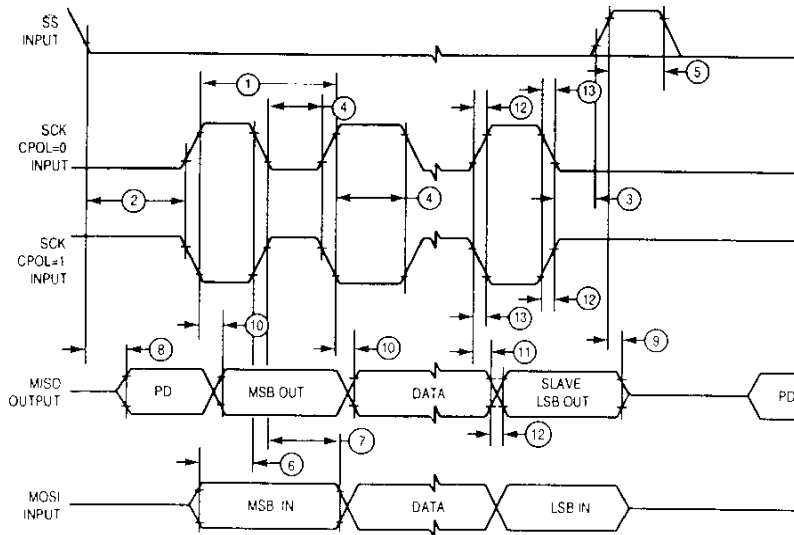 SS
INPUT
5
1
12
13
4
SCK
CPOL=0
INPUT
2
4
3
SCK
CPOL=1
INPUT
12
13
10
8
10
11
9
MISO
OUTPUT
PD
MSB OUT
DATA
SLAVE
LSB OUT
PD
7
12
6
MOSI
INPUT
MSB IN
DATA
LSB IN